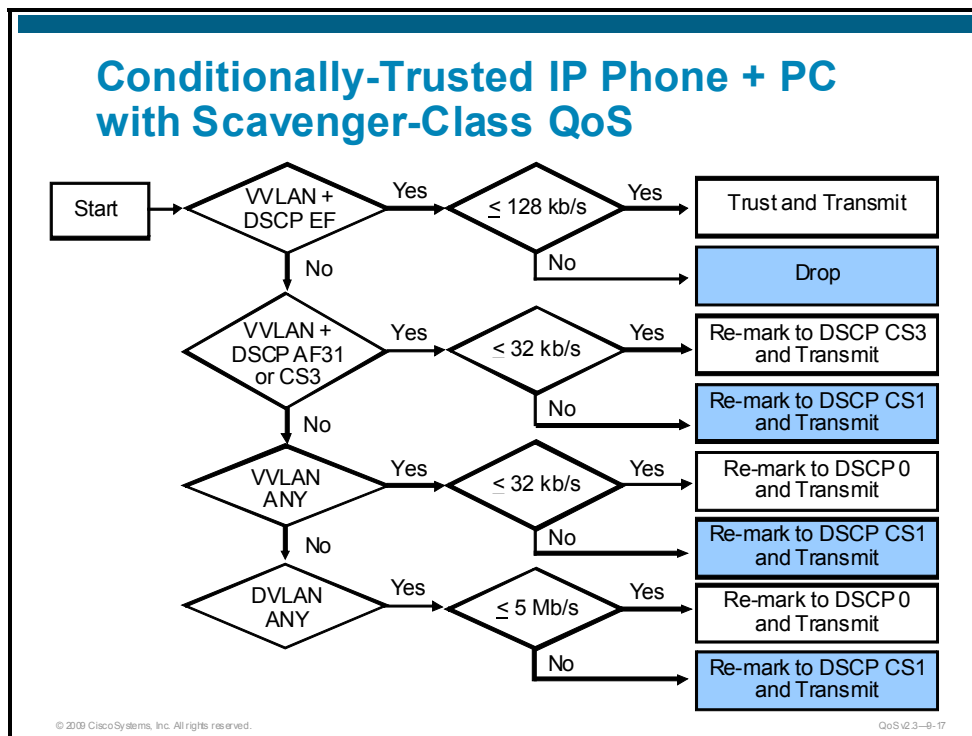 Conditionally-Trusted IP Phone + PC
with Scavenger-Class QoS
Start
VVLAN +
DSCP EF
Yes
≤ 128 kb/s
Yes
Trust and Transmit
No
No
Drop
VVLAN +
DSCP AF31
or CS3
Yes
≤ 32 kb/s
Yes
Re-mark to DSCP CS3
and Transmit
No
No
Re-mark to DSCP CS1
and Transmit
VVLAN
ANY
Yes
≤ 32 kb/s
Yes
Re-mark to DSCP 0
and Transmit
No
No
Re-mark to DSCP CS1
and Transmit
DVLAN
ANY
Yes
≤ 5 Mb/s
Yes
Re-mark to DSCP 0
and Transmit
No
Re-mark to DSCP CS1
and Transmit
© 2009 Cisco Systems, Inc. All rights reserved.
QoS v2.3—9-17